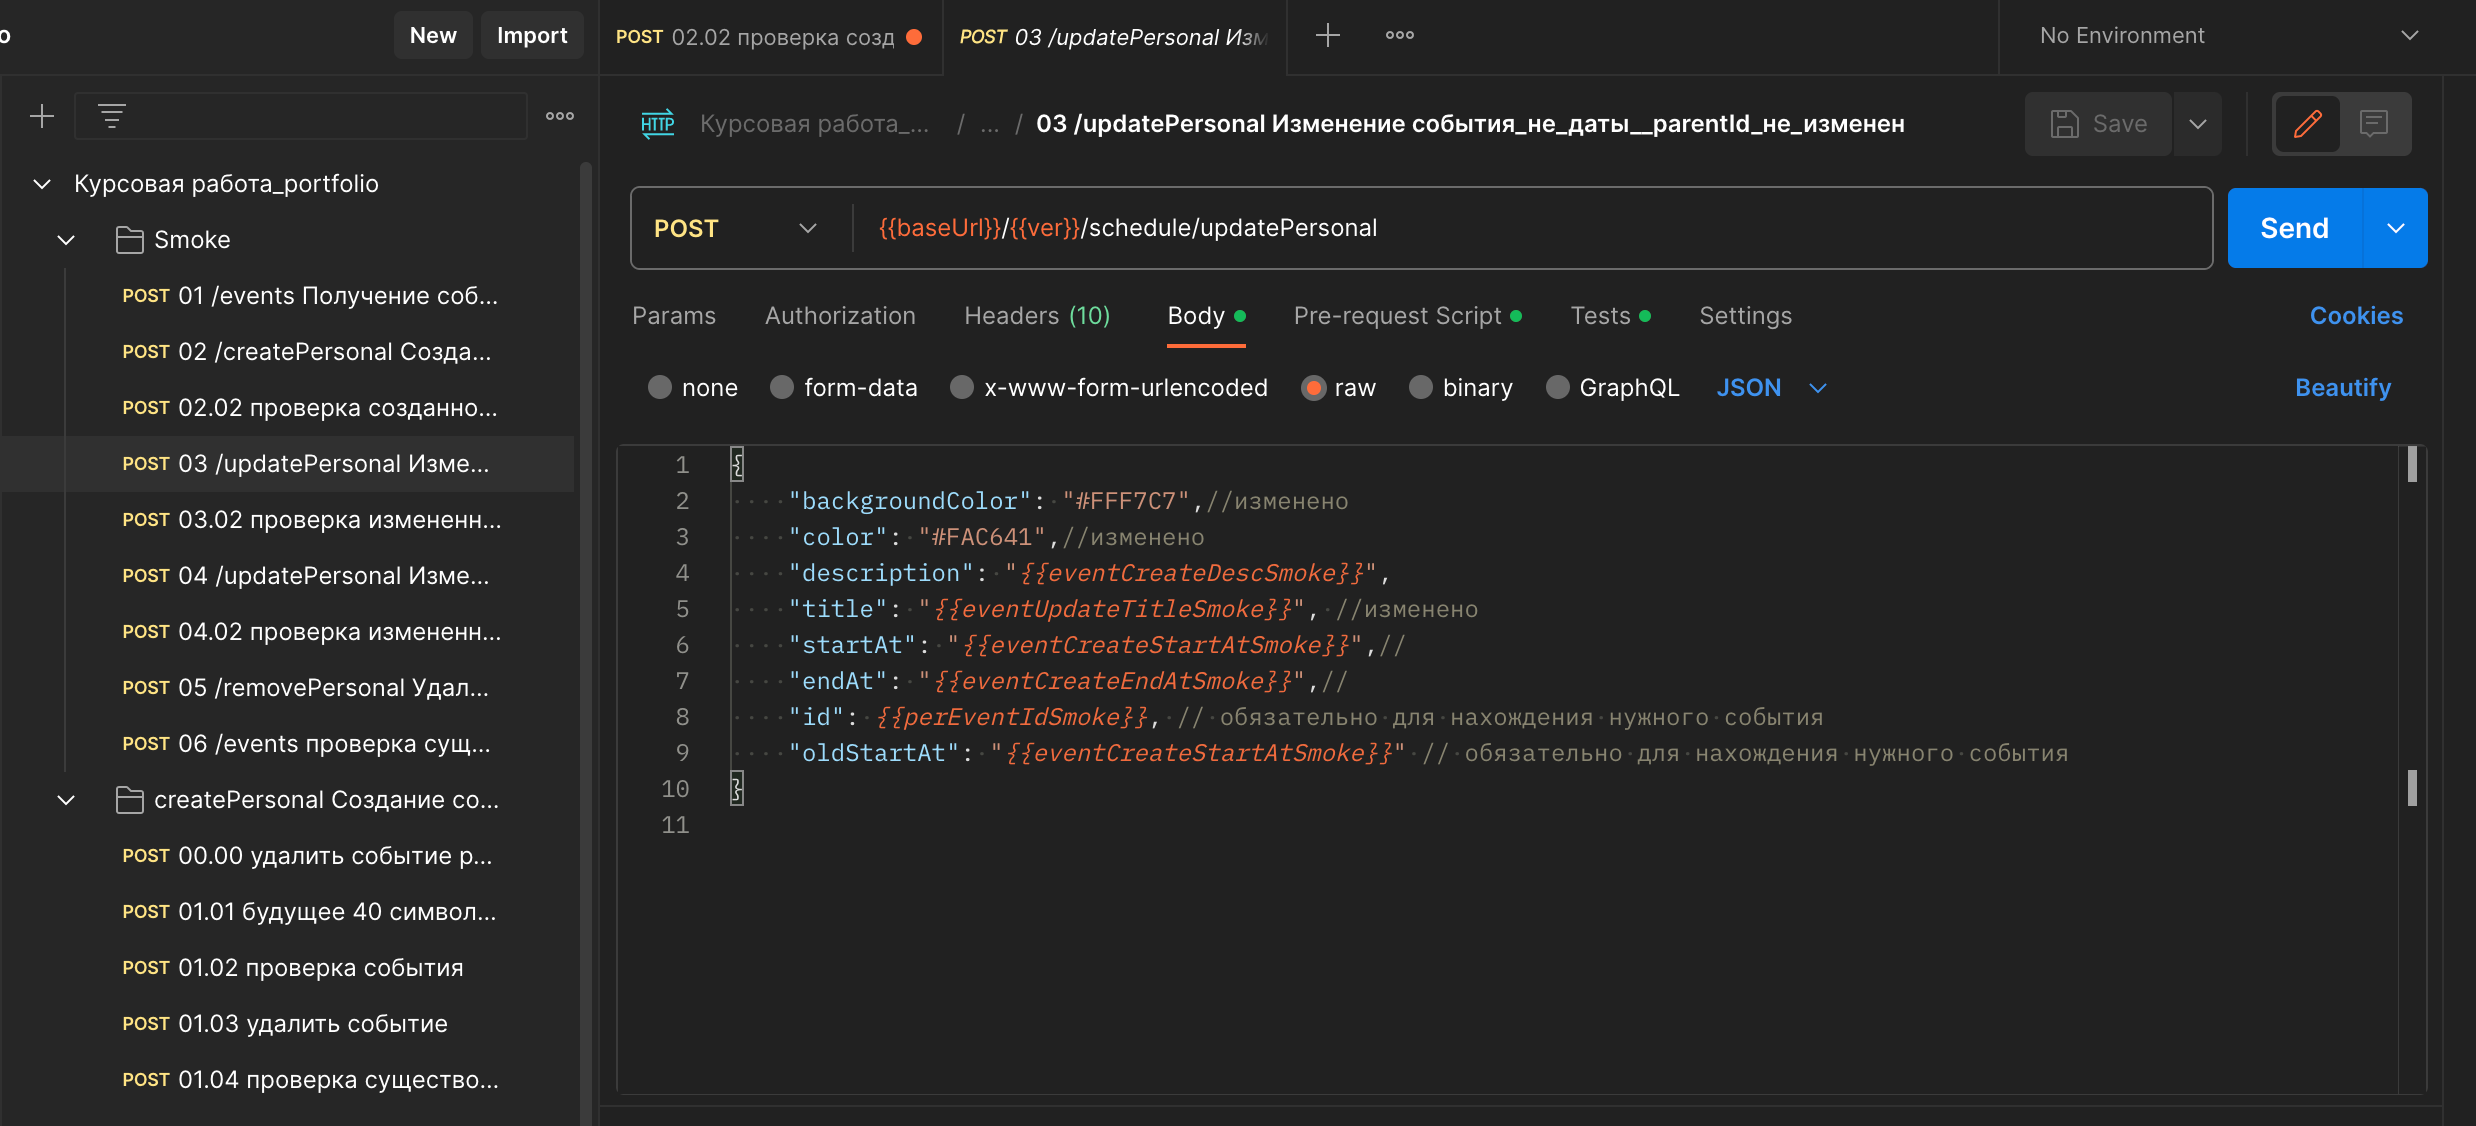 o
New
Import
POST 02.02 проверка созд
POST 03 /updatePersonal Изм
No Environment
Курсовая работа_portfolio
Smoke
POST 01 /events Получение соб...
POST 02 /createPersonal Созда...
POST 02.02 проверка созданно...
POST 03 /updatePersonal Изме...
POST 03.02 проверка измененн...
POST 04 /updatePersonal Изме...
POST 04.02 проверка измененн...
POST 05 /removePersonal Удал...
POST 06 /events проверка сущ...
createPersonal Создание со...
POST 00.00 удалить событие р...
POST 01.01 будущее 40 символ...
POST 01.02 проверка события
POST 01.03 удалить событие
POST 01.04 проверка существо...
HTTP Курсовая работа_... / ... / 03 /updatePersonal Изменение события_не_даты__parentId_не_изменен
Save
POST {{baseUrl}}/{{ver}}/schedule/updatePersonal
Send
Params Authorization Headers (10) Body Pre-request Script Tests Settings Cookies
none form-data x-www-form-urlencoded raw binary GraphQL JSON Beautify
1 {
2 "backgroundColor": "#FFF7C7",//изменено
3 "color": "#FAC641",//изменено
4 "description": "{{eventCreateDescSmoke}}",
5 "title": "{{eventUpdateTitleSmoke}}", //изменено
6 "startAt": "{{eventCreateStartAtSmoke}}",//
7 "endAt": "{{eventCreateEndAtSmoke}}",//
8 "id": {{perEventIdSmoke}}, // обязательно для нахождения нужного события
9 "oldStartAt": "{{eventCreateStartAtSmoke}}" // обязательно для нахождения нужного события
10 }
11